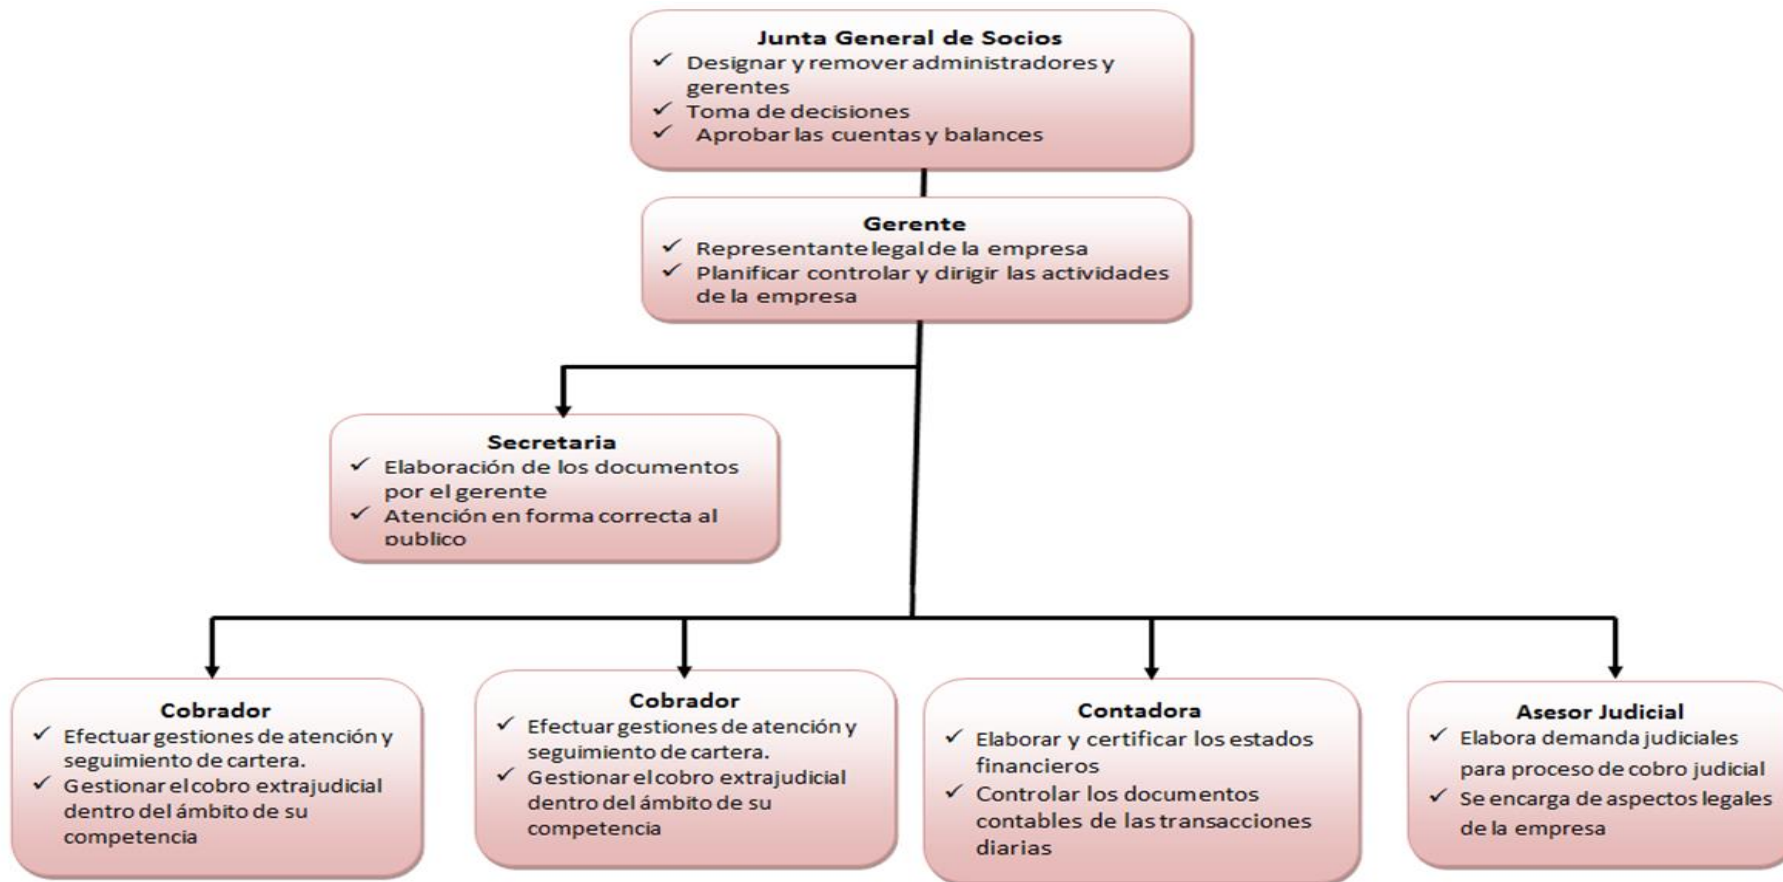 Junta General de Socios
✓ Designar y remover administradores y
gerentes
✓ Toma de decisiones
✓ Aprobar las cuentas y balances
Gerente
✓ Representante legal de la empresa
✓ Planificar controlar y dirigir las actividades
de la empresa
Secretaria
✓ Elaboración de los documentos
por el gerente
✓ Atención en forma correcta al
publico
Cobrador
✓ Efectuar gestiones de atención y
seguimiento de cartera.
✓ Gestionar el cobro extrajudicial
dentro del ámbito de su
competencia
Cobrador
✓ Efectuar gestiones de atención y
seguimiento de cartera.
✓ Gestionar el cobro extrajudicial
dentro del ámbito de su
competencia
Contadora
✓ Elaborar y certificar los estados
financieros
✓ Controlar los documentos
contables de las transacciones
diarias
Asesor Judicial
✓ Elabora demanda judiciales
para proceso de cobro judicial
✓ Se encarga de aspectos legales
de la empresa